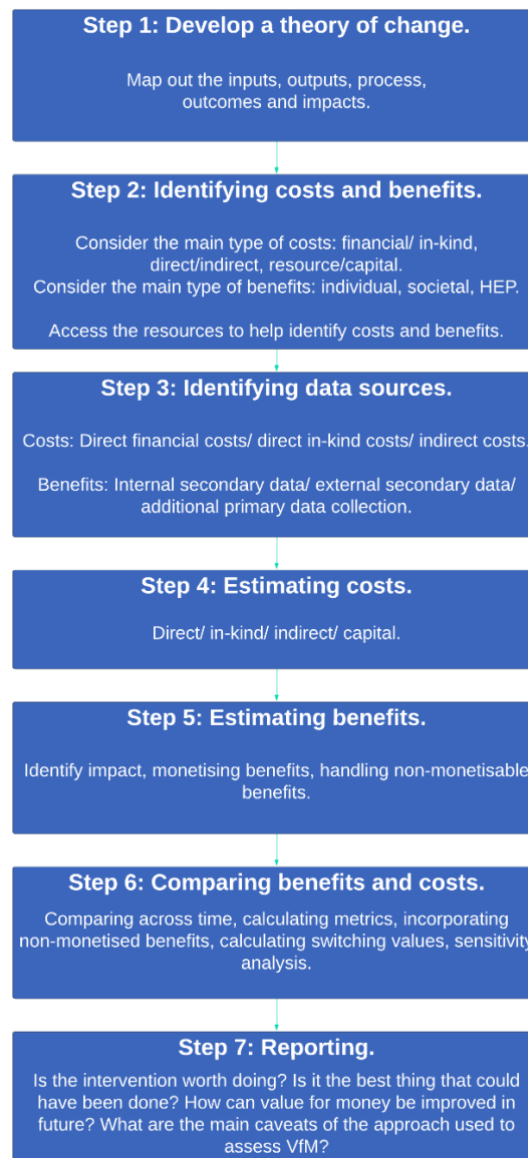 Step 1: Develop a theory of change.
Map out the inputs, outputs, process,
outcomes and impacts.
Step 2: Identifying costs and benefits.
Consider the main type of costs: financial/ in-kind,
direct/indirect, resource/capital.
Consider the main type of benefits: individual, societal, HEP.
Access the resources to help identify costs and benefits.
Step 3: Identifying data sources.
Costs: Direct financial costs/ direct in-kind costs/ indirect costs.
Benefits: Internal secondary data/ external secondary data/
additional primary data collection.
Step 4: Estimating costs.
Direct/ in-kind/ indirect/ capital.
Step 5: Estimating benefits.
Identify impact, monetising benefits, handling non-monetisable
benefits.
Step 6: Comparing benefits and costs.
Comparing across time, calculating metrics, incorporating
non-monetised benefits, calculating switching values, sensitivity
analysis.
Step 7: Reporting.
Is the intervention worth doing? Is it the best thing that could
have been done? How can value for money be improved in
future? What are the main caveats of the approach used to
assess VfM?